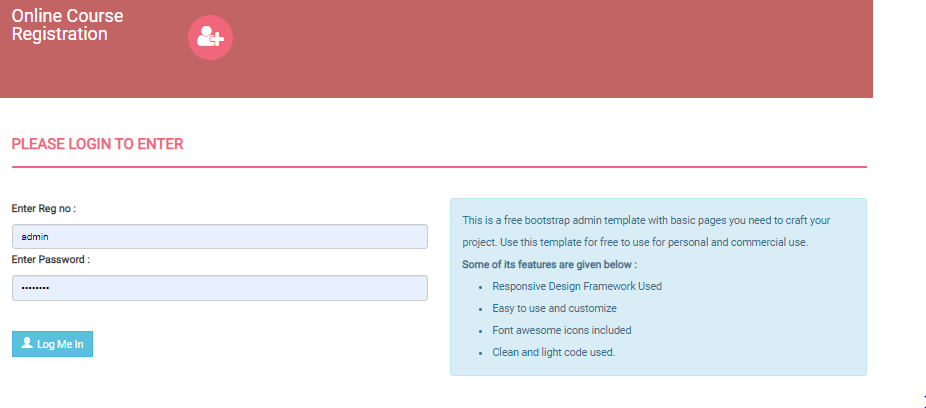 Online Course
Registration
PLEASE LOGIN TO ENTER
Enter Reg no :
admin
Enter Password :
••••••••
Log Me In
This is a free bootstrap admin template with basic pages you need to craft your
project. Use this template for free to use for personal and commercial use.
Some of its features are given below :
• Responsive Design Framework Used
• Easy to use and customize
• Font awesome icons included
• Clean and light code used.